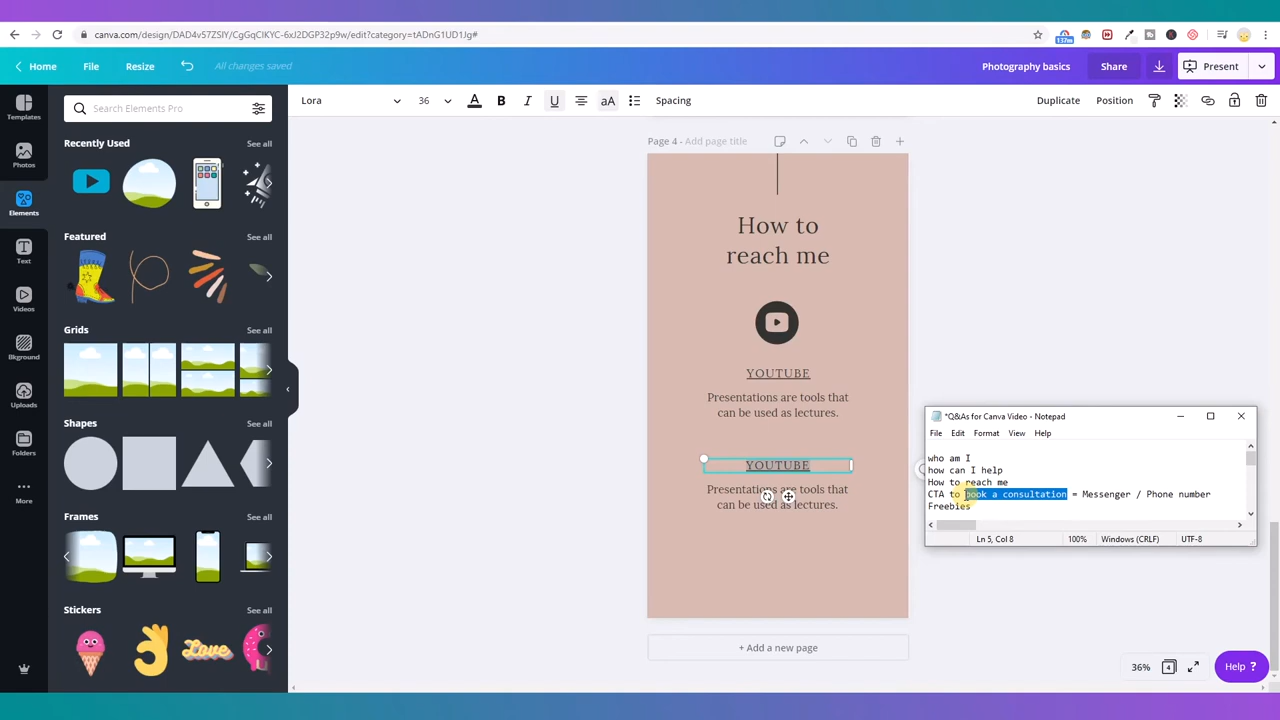 canva.com/design/DAD4v57ZSIY/CgGqCIKYC-6xJ2DGP32p9w/edit?category=tADnG1UD1Jg#
137m
Home
File
Resize
All changes saved
Photography basics
Share
Present
Lora
36
A
B
I
U
aA
Spacing
Duplicate
Position
Templates
Photos
Elements
Text
Videos
Bkground
Uploads
Folders
More
Search Elements Pro
Recently Used
See all
Featured
See all
Grids
See all
Shapes
See all
Frames
See all
Stickers
See all
Love
Page 4 - Add page title
How to
reach me
YOUTUBE
Presentations are tools that
can be used as lectures.
YOUTUBE
Presentations are tools that
can be used as lectures.
+ Add a new page
*Q&As for Canva Video - Notepad
File Edit Format View Help
who am I
how can I help
How to reach me
CTA to book a consultation = Messenger / Phone number
Freebies
Ln 5, Col 8
100%
Windows (CRLF)
UTF-8
36%
4
Help ?